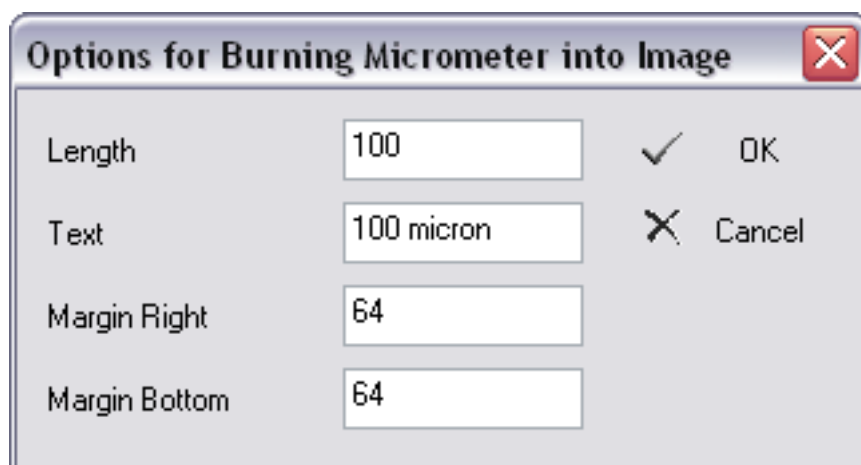 Options for Burning Micrometer into Image
Length 100 OK
Text 100 micron Cancel
Margin Right 64
Margin Bottom 64